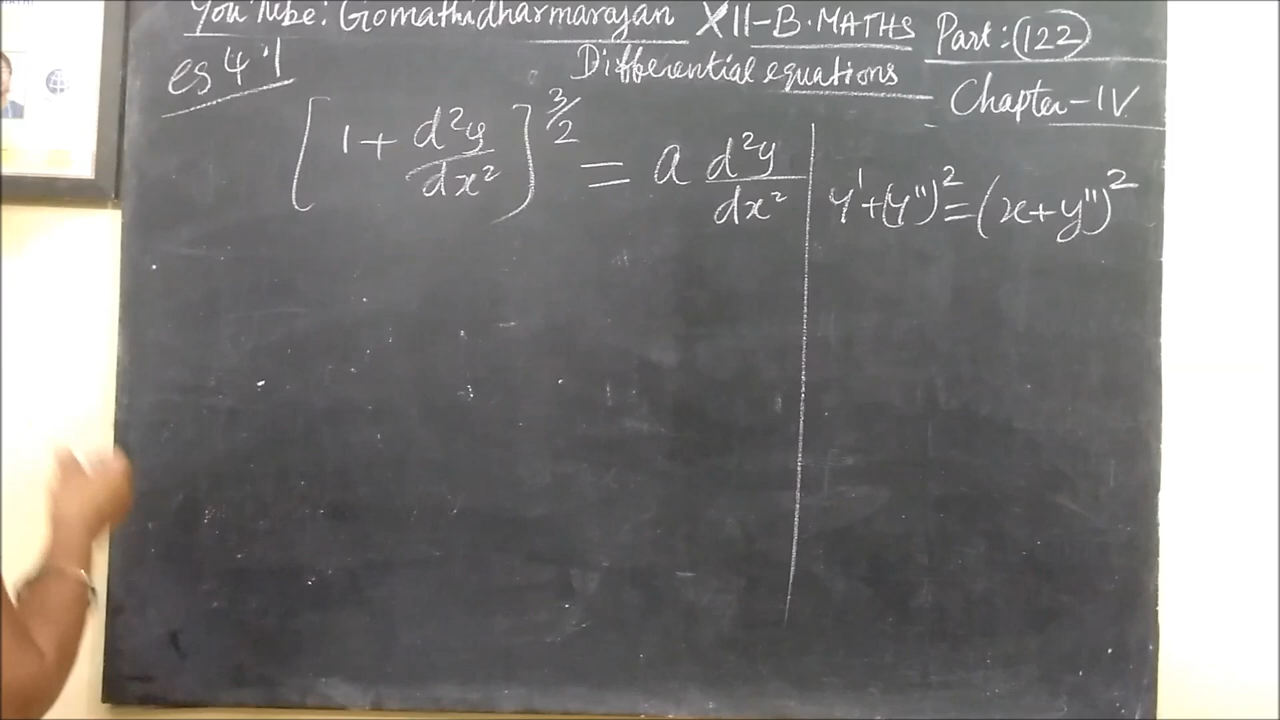 YouTube: Gomathidharmarajan XII-B.MATHS Part:(122)
es 4.1 Differential equations Chapter-IV
[1+d²y/dx²]^3/2 = a d²y/dx²
y'+(y")²=(x+y")²